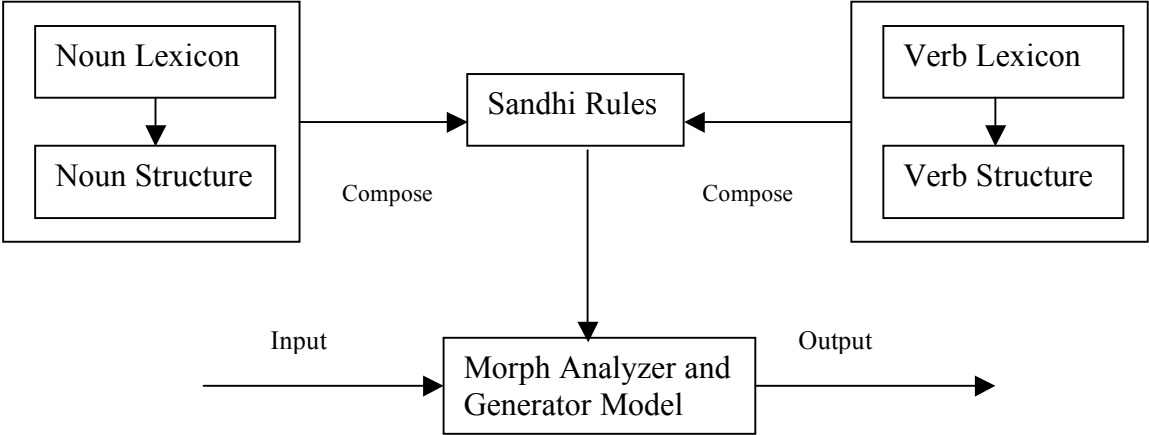 Noun Lexicon
Noun Structure
Compose
Sandhi Rules
Compose
Verb Lexicon
Verb Structure
Input
Morph Analyzer and
Generator Model
Output